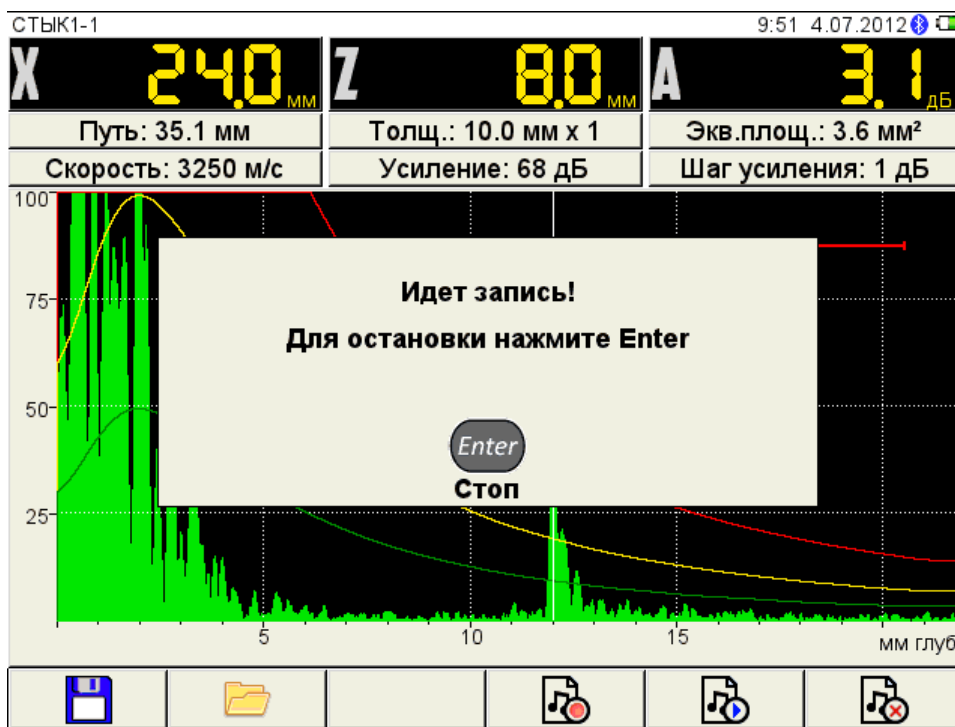 СТЫК1-1 9:51 4.07.2012
X 24.0 мм Z 8.0 мм A 3.1 дБ
Путь: 35.1 мм Толщ.: 10.0 мм x 1 Экв.площ.: 3.6 мм²
Скорость: 3250 м/с Усиление: 68 дБ Шаг усиления: 1 дБ
100
Идет запись!
75
Для остановки нажмите Enter
50
Enter
Стоп
25
5 10 15 мм глуб